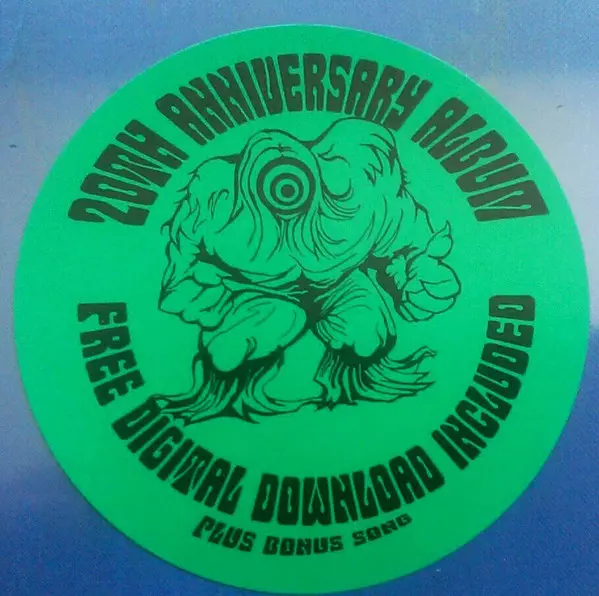 20TH ANNIVERSARY ALBUM
FREE DIGITAL DOWNLOAD INCLUDED
PLUS BONUS SONG